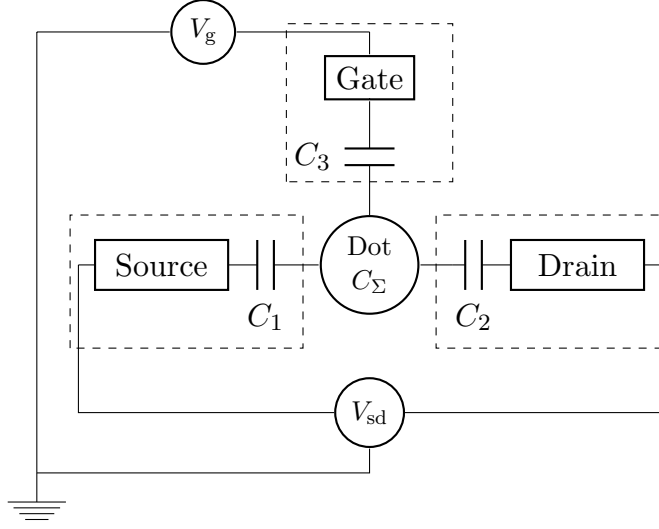 V_g
Gate
C_3
Source
C_1
Dot
C_Σ
C_2
Drain
V_sd